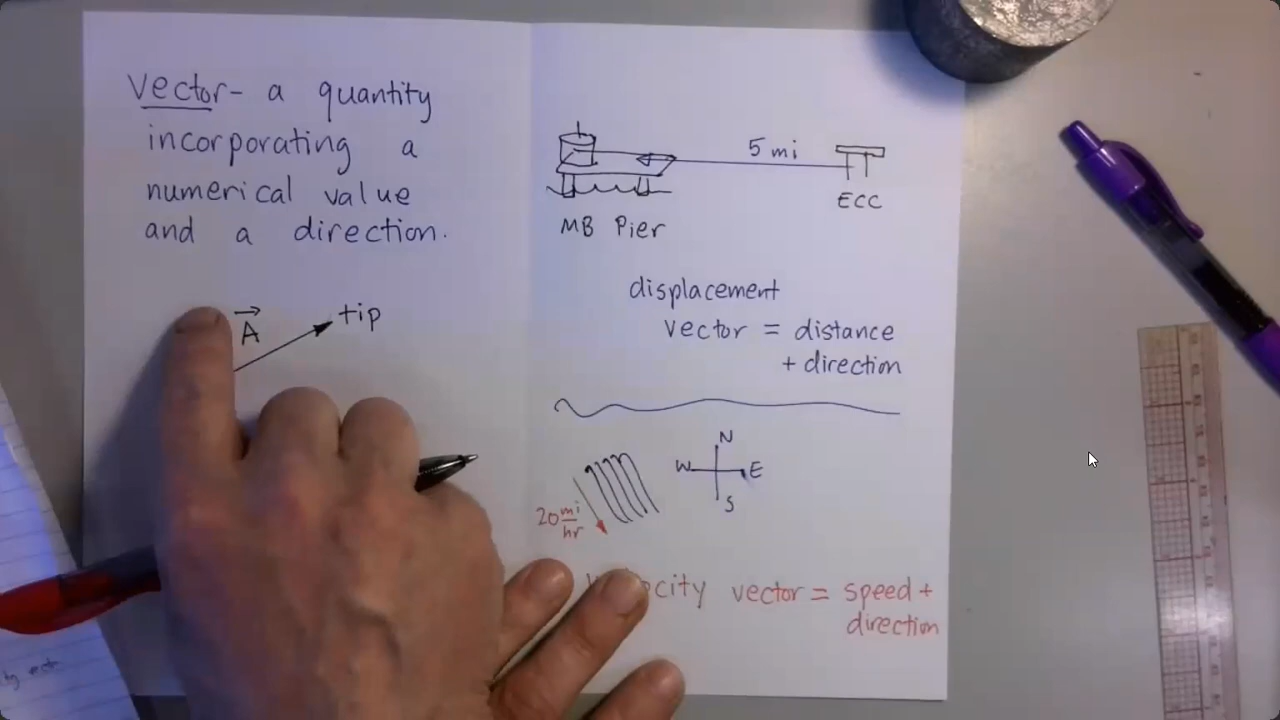 Vector- a quantity
incorporating a
numerical value
and a direction.
A
tip
5 mi
MB Pier
ECC
displacement
vector = distance
+ direction
N
W
E
S
20 mi/hr
vector = speed +
direction